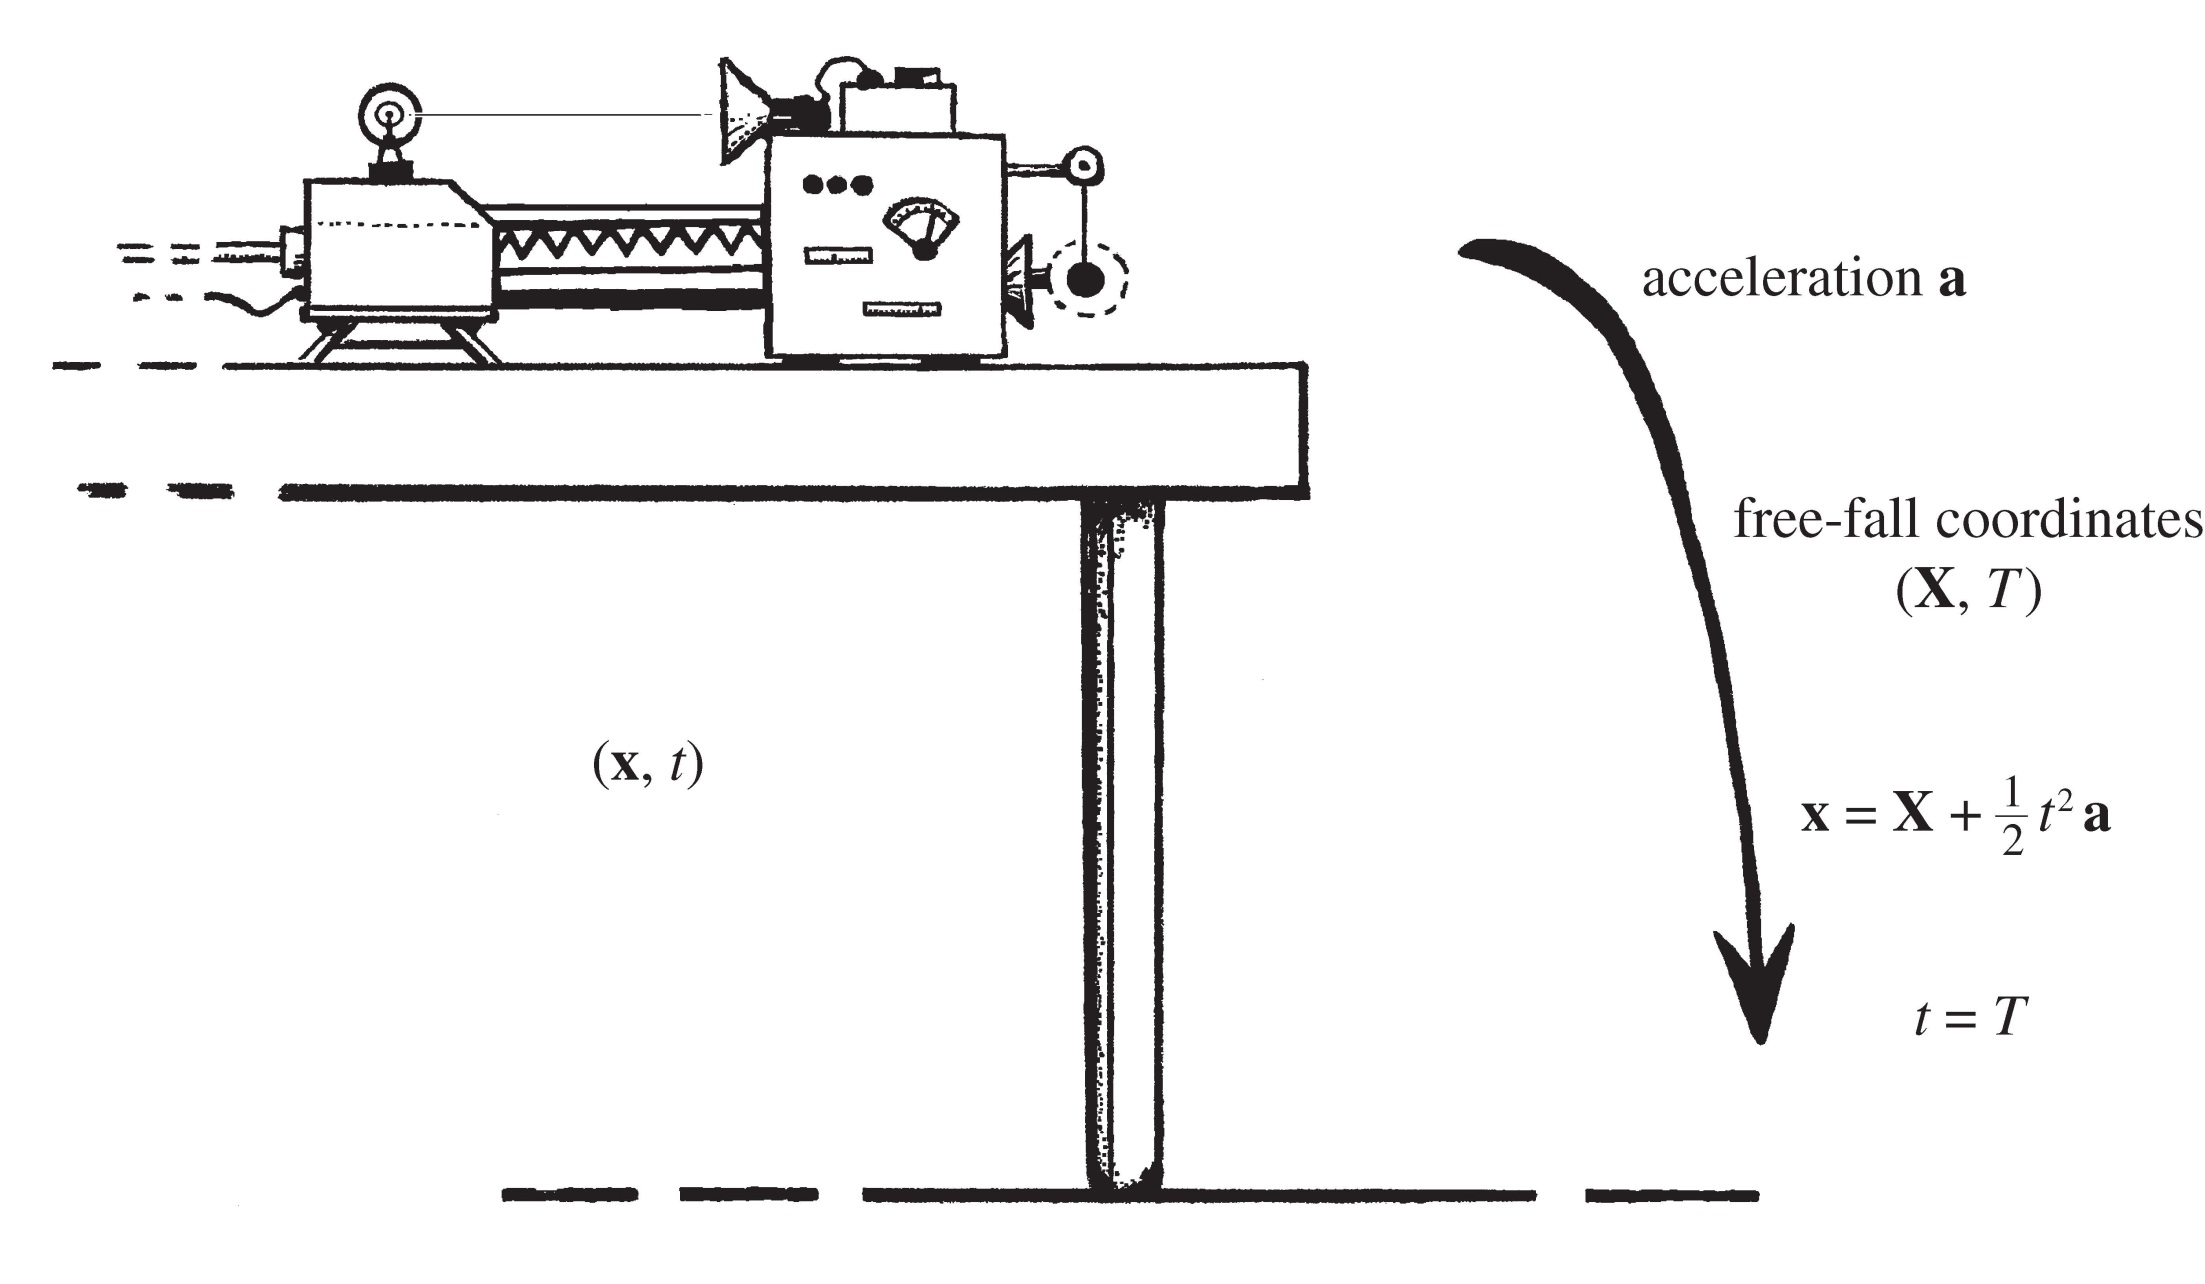 acceleration a
free-fall coordinates
(X, T)
(x, t)
x = X + 1/2 t² a
t = T